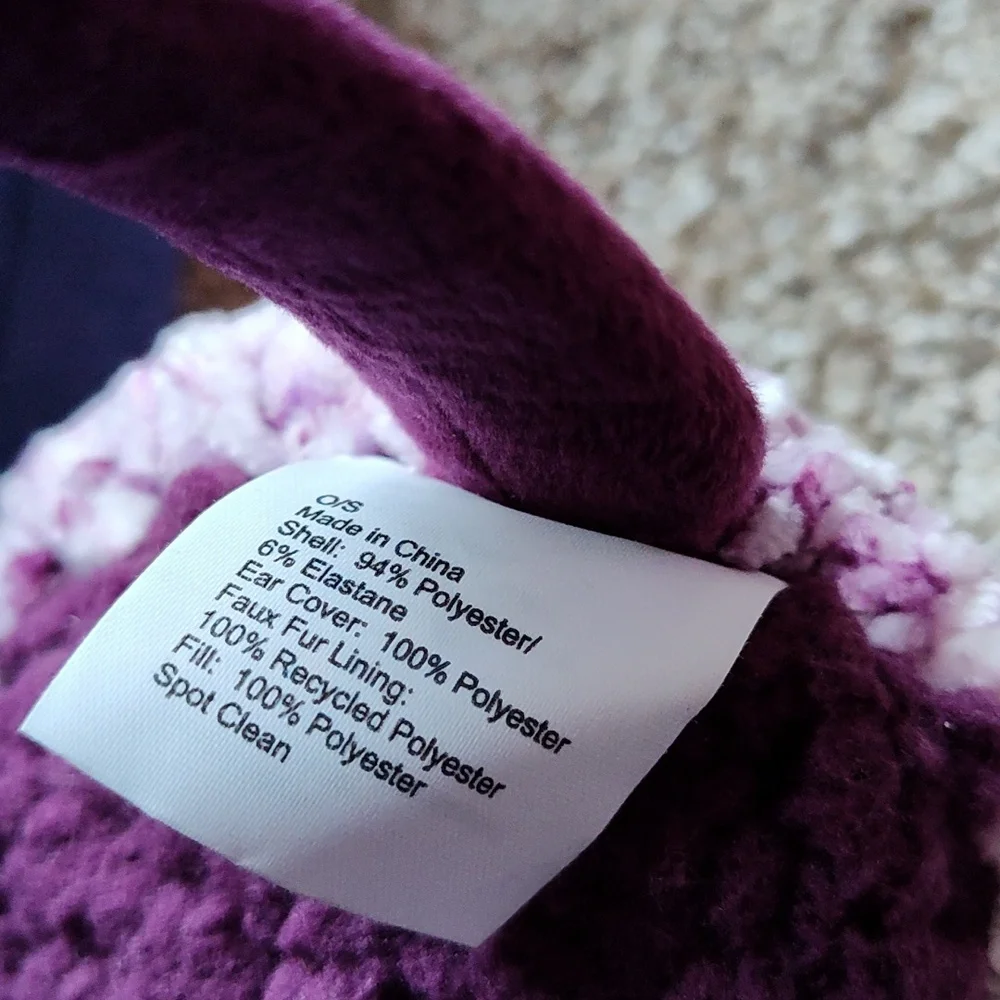 O/S
Made in China
Shell: 94% Polyester/
6% Elastane
Ear Cover: 100% Polyester
Faux Fur Lining:
100% Recycled Polyester
Fill: 100% Polyester
Spot Clean